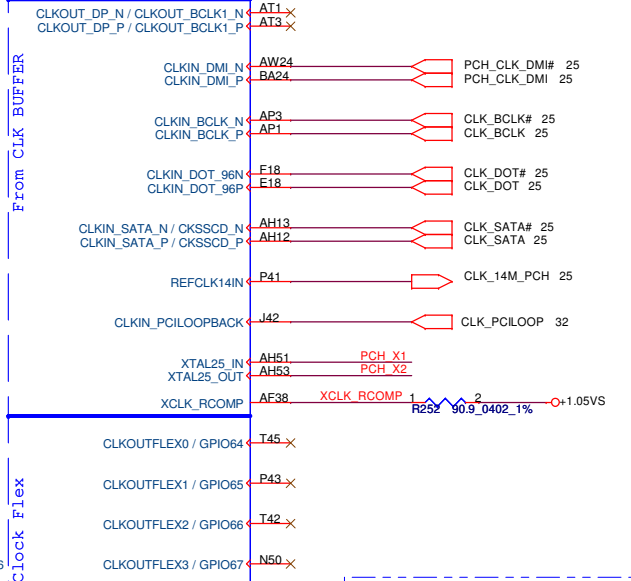 CLKOUT_DP_N / CLKOUT_BCLK1_N AT1
CLKOUT_DP_P / CLKOUT_BCLK1_P AT3
From CLK BUFFER
CLKIN_DMI_N AW24 PCH_CLK_DMI# 25
CLKIN_DMI_P BA24 PCH_CLK_DMI 25
CLKIN_BCLK_N AP3 CLK_BCLK# 25
CLKIN_BCLK_P AP1 CLK_BCLK 25
CLKIN_DOT_96N F18 CLK_DOT# 25
CLKIN_DOT_96P E18 CLK_DOT 25
CLKIN_SATA_N / CKSSCD_N AH13 CLK_SATA# 25
CLKIN_SATA_P / CKSSCD_P AH12 CLK_SATA 25
REFCLK14IN P41 CLK_14M_PCH 25
CLKIN_PCILOOPBACK J42 CLK_PCILOOP 32
XTAL25_IN AH51 PCH_X1
XTAL25_OUT AH53 PCH_X2
XCLK_RCOMP AF38 XCLK_RCOMP 1 2 +1.05VS
R252 90.9_0402_1%
Clock Flex
CLKOUTFLEX0 / GPIO64 T45
CLKOUTFLEX1 / GPIO65 P43
CLKOUTFLEX2 / GPIO66 T42
CLKOUTFLEX3 / GPIO67 N50